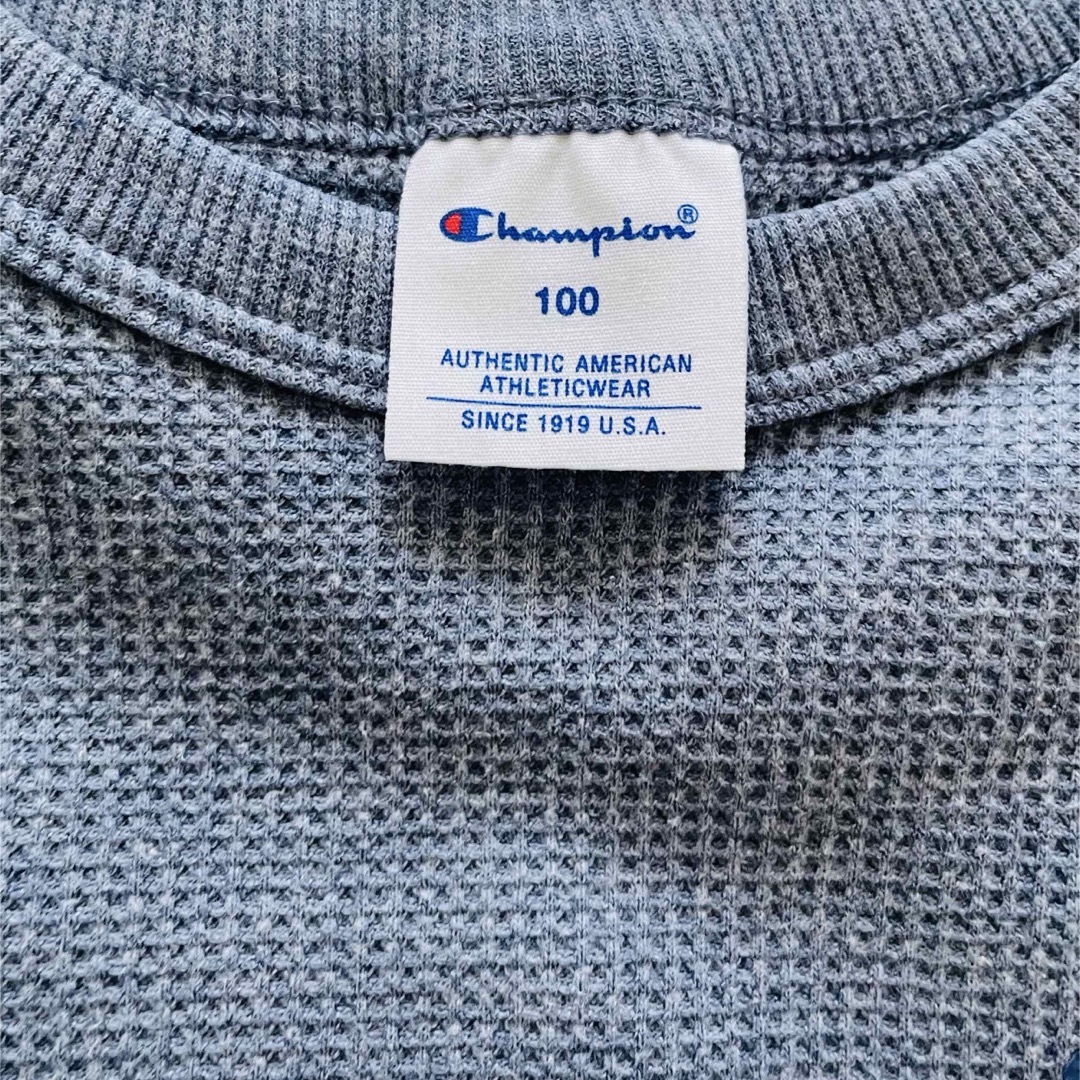 Champion®
100
AUTHENTIC AMERICAN
ATHLETICWEAR
SINCE 1919 U.S.A.